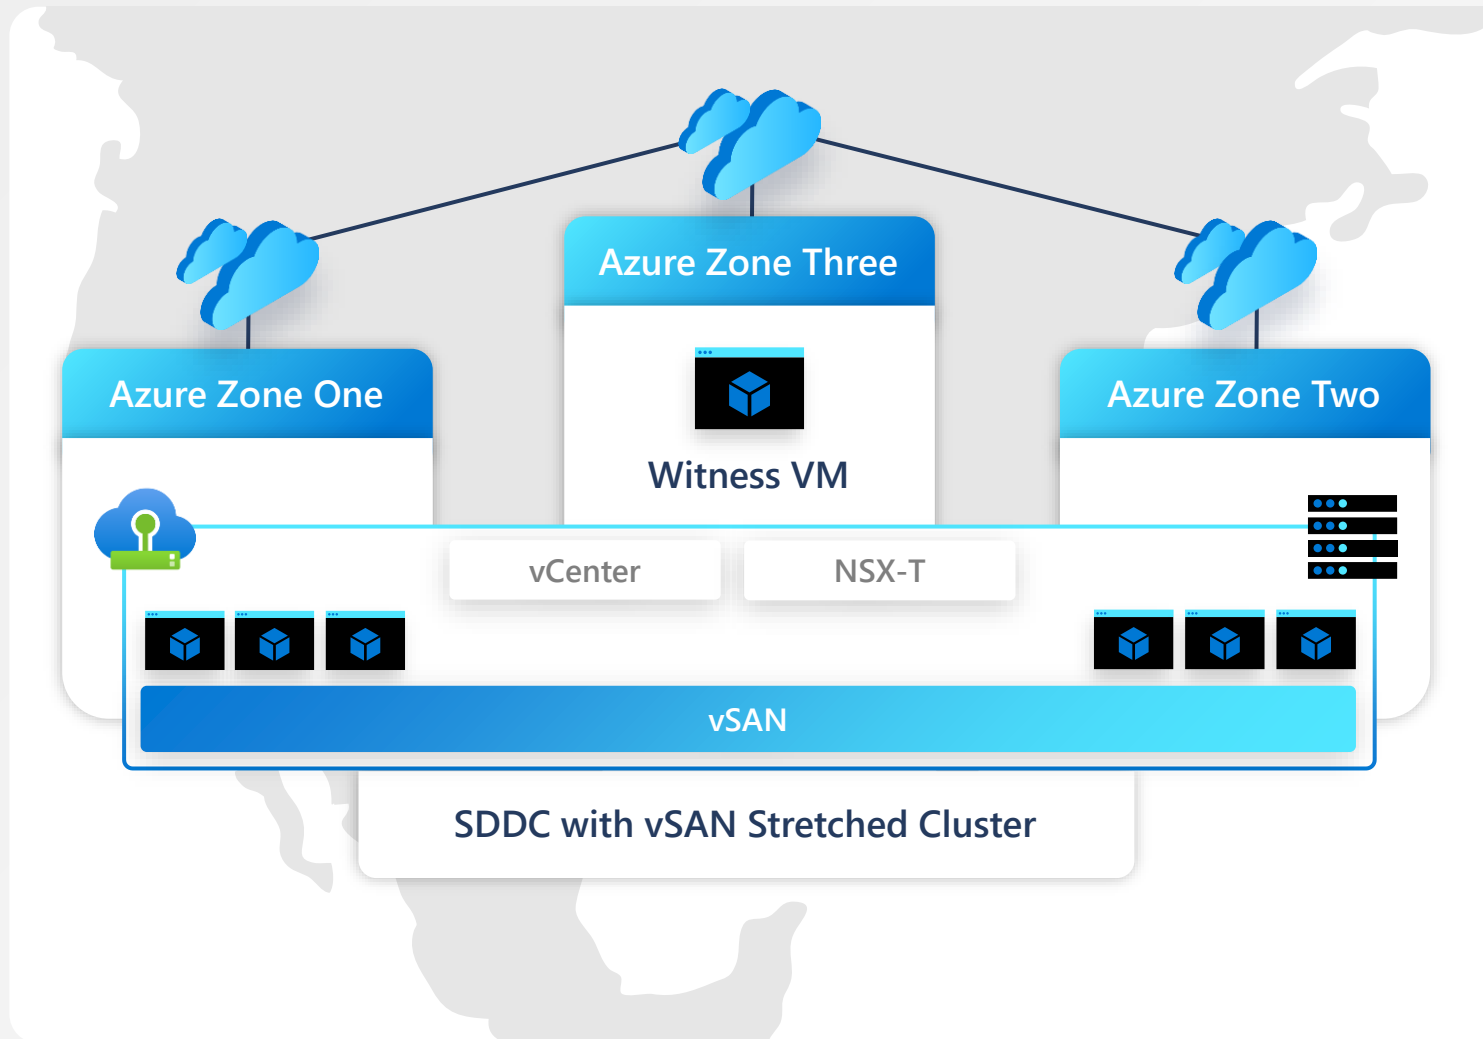 Azure Zone Three
Azure Zone One
Azure Zone Two
Witness VM
vCenter
NSX-T
vSAN
SDDC with vSAN Stretched Cluster